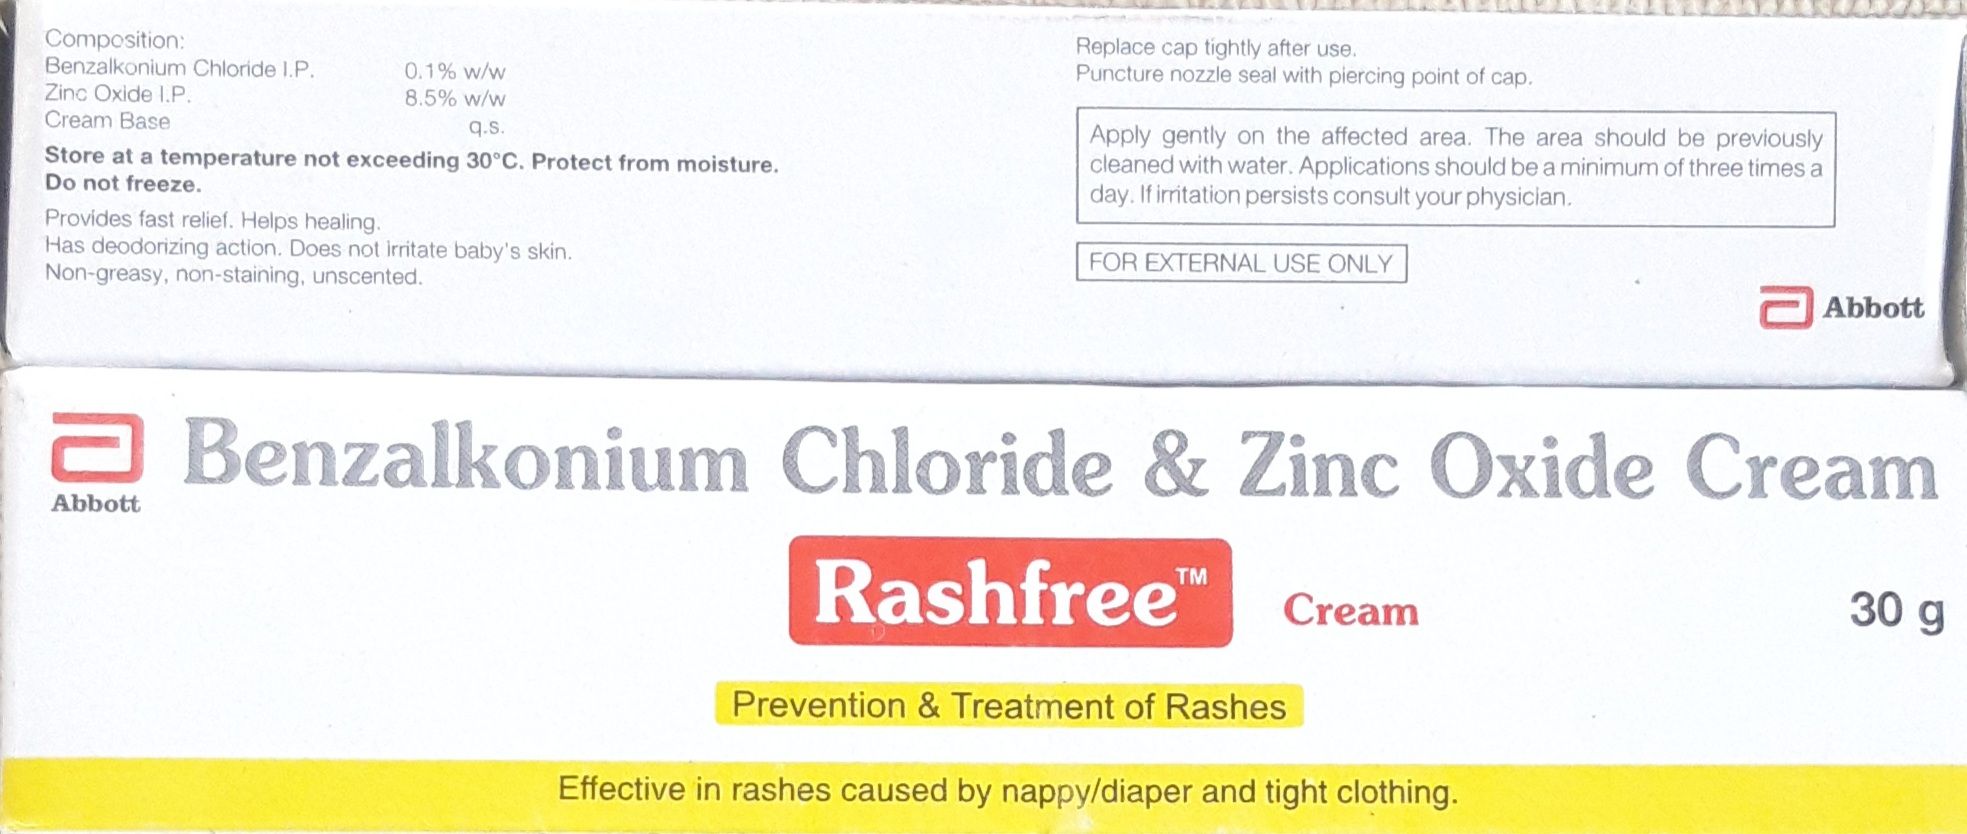 Composition:
Benzalkonium Chloride I.P. 0.1% w/w
Zinc Oxide I.P. 8.5% w/w
Cream Base q.s.
Store at a temperature not exceeding 30°C. Protect from moisture.
Do not freeze.
Provides fast relief. Helps healing.
Has deodorizing action. Does not irritate baby's skin.
Non-greasy, non-staining, unscented.
Replace cap tightly after use.
Puncture nozzle seal with piercing point of cap.
Apply gently on the affected area. The area should be previously
cleaned with water. Applications should be a minimum of three times a
day. If irritation persists consult your physician.
FOR EXTERNAL USE ONLY
Abbott
Abbott
Benzalkonium Chloride & Zinc Oxide Cream
Rashfree™ Cream
30 g
Prevention & Treatment of Rashes
Effective in rashes caused by nappy/diaper and tight clothing.